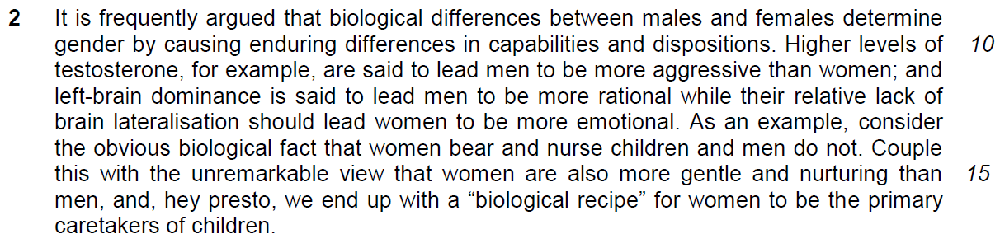 2 It is frequently argued that biological differences between males and females determine
gender by causing enduring differences in capabilities and dispositions. Higher levels of 10
testosterone, for example, are said to lead men to be more aggressive than women; and
left-brain dominance is said to lead men to be more rational while their relative lack of
brain lateralisation should lead women to be more emotional. As an example, consider
the obvious biological fact that women bear and nurse children and men do not. Couple
this with the unremarkable view that women are also more gentle and nurturing than 15
men, and, hey presto, we end up with a “biological recipe” for women to be the primary
caretakers of children.